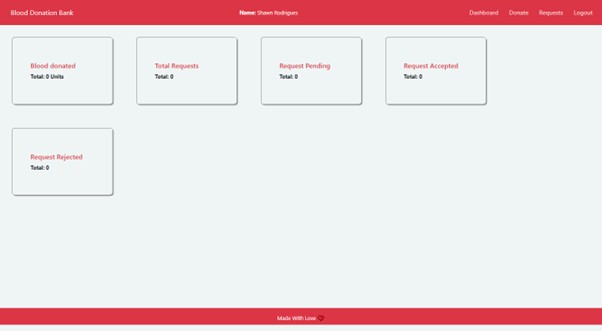 Blood Donation Bank
Name: Shawn Rodrigues
Dashboard Donate Requests Logout
Blood donated
Total: 0 Units
Total Requests
Total: 0
Request Pending
Total: 0
Request Accepted
Total: 0
Request Rejected
Total: 0
Made With Love